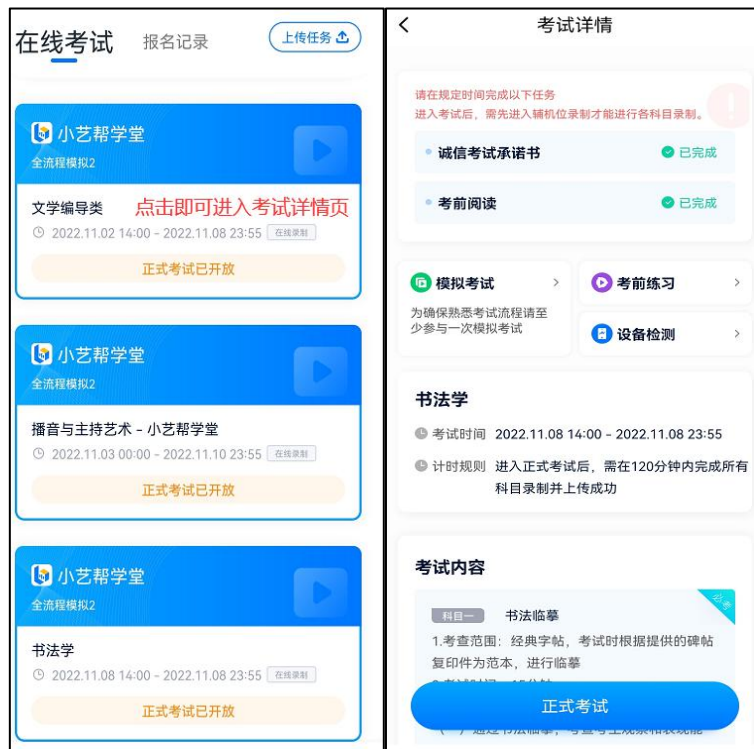 在线考试
报名记录
上传任务
小艺帮学堂
全流程模拟2
文学编导类
点击即可进入考试详情页
2022.11.02 14:00 - 2022.11.08 23:55 在线录制
正式考试已开放
小艺帮学堂
全流程模拟2
播音与主持艺术 - 小艺帮学堂
2022.11.03 00:00 - 2022.11.10 23:55 在线录制
正式考试已开放
小艺帮学堂
全流程模拟2
书法学
2022.11.08 14:00 - 2022.11.08 23:55 在线录制
正式考试已开放
考试详情
请在规定时间完成以下任务
进入考试后，需先进入辅机位录制才能进行各科目录制。
诚信考试承诺书 已完成
考前阅读 已完成
模拟考试
为确保熟悉考试流程请至
少参与一次模拟考试
考前练习
设备检测
书法学
考试时间 2022.11.08 14:00 - 2022.11.08 23:55
计时规则 进入正式考试后，需在120分钟内完成所有
科目录制并上传成功
考试内容
必考
科目一 书法临摹
1.考查范围：经典字帖，考试时根据提供的碑帖
复印件为范本，进行临摹
正式考试